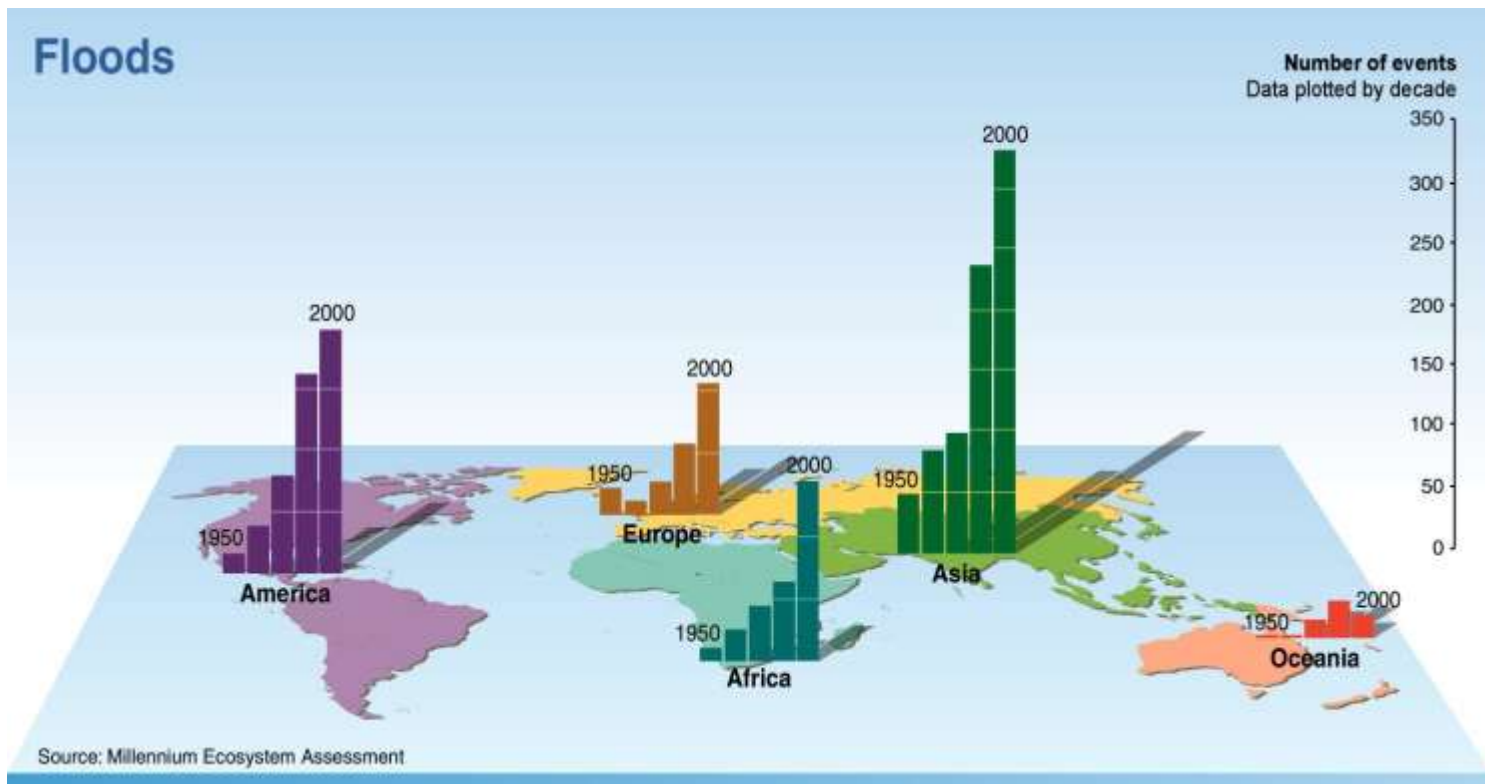 Floods
Number of events
Data plotted by decade
350
300
250
200
150
100
50
0
2000
2000
2000
1950
1950
2000
1950
Europe
America
Asia
1950
Africa
1950
2000
Oceania
Source: Millennium Ecosystem Assessment